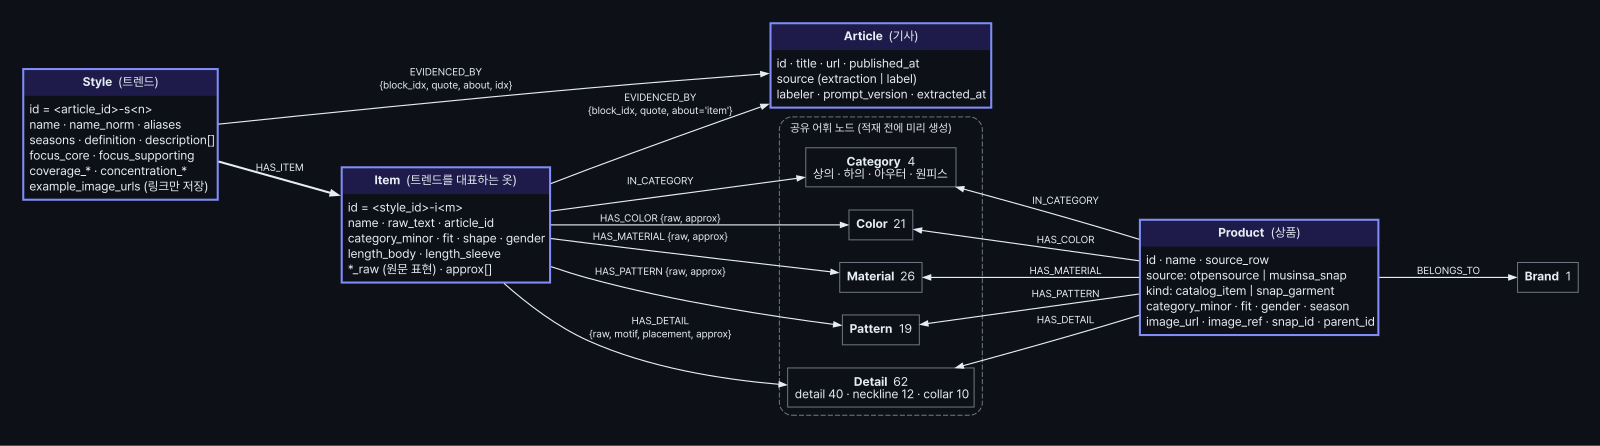 Style (트렌드)
id = <article_id>-s<n>
name · name_norm · aliases
seasons · definition · description[]
focus_core · focus_supporting
coverage_* · concentration_*
example_image_urls (링크만 저장)
EVIDENCED_BY
{block_idx, quote, about, idx}
HAS_ITEM
Article (기사)
id · title · url · published_at
source (extraction | label)
labeler · prompt_version · extracted_at
EVIDENCED_BY
{block_idx, quote, about='item'}
Item (트렌드를 대표하는 옷)
id = <style_id>-i<m>
name · raw_text · article_id
category_minor · fit · shape · gender
length_body · length_sleeve
*_raw (원문 표현) · approx[]
IN_CATEGORY
HAS_COLOR {raw, approx}
HAS_MATERIAL {raw, approx}
HAS_PATTERN {raw, approx}
HAS_DETAIL
{raw, motif, placement, approx}
공유 어휘 노드 (적재 전에 미리 생성)
Category 4
상의 · 하의 · 아우터 · 원피스
Color 21
Material 26
Pattern 19
Detail 62
detail 40 · neckline 12 · collar 10
IN_CATEGORY
HAS_COLOR
HAS_MATERIAL
HAS_PATTERN
HAS_DETAIL
Product (상품)
id · name · source_row
source: otpensource | musinsa_snap
kind: catalog_item | snap_garment
category_minor · fit · gender · season
image_url · image_ref · snap_id · parent_id
BELONGS_TO
Brand 1